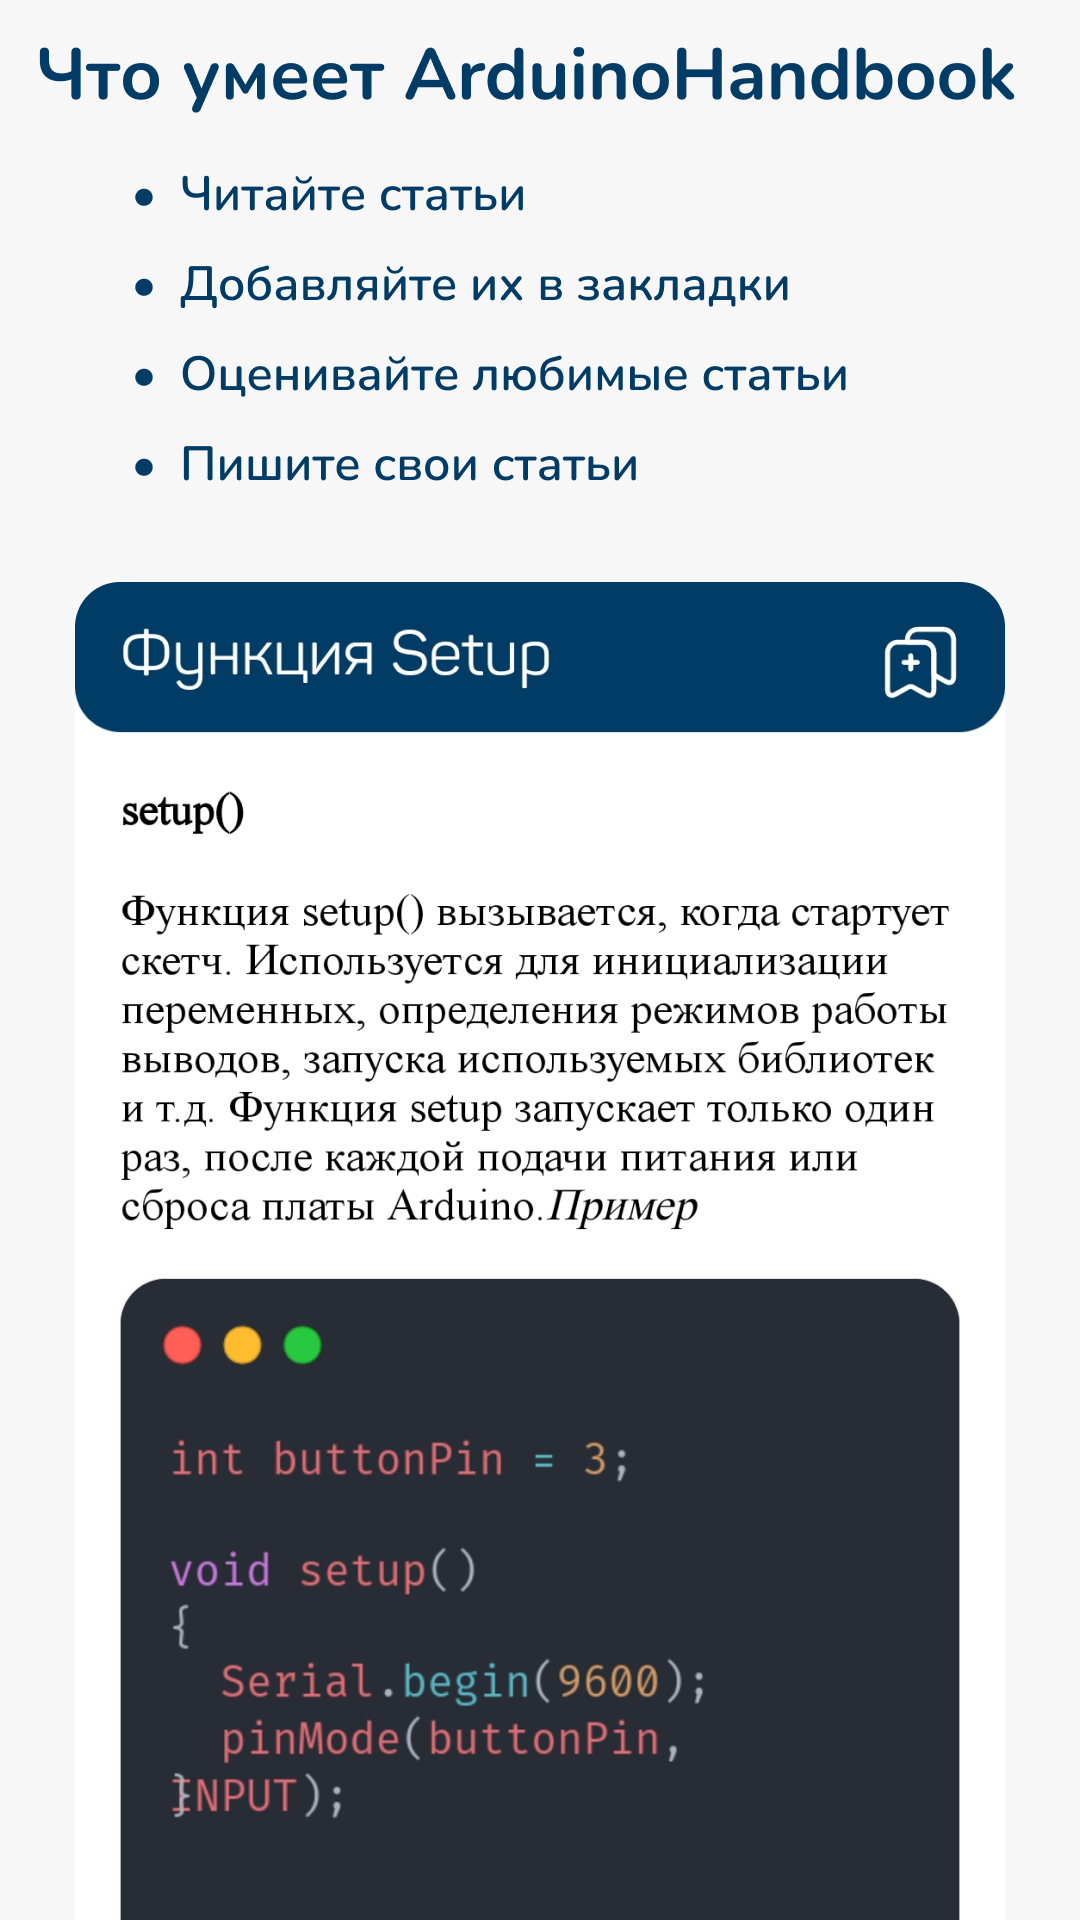 Что умеет ArduinoHandbook
• Читайте статьи
• Добавляйте их в закладки
• Оценивайте любимые статьи
• Пишите свои статьи
Функция Setup
setup()
Функция setup() вызывается, когда стартует
скетч. Используется для инициализации
переменных, определения режимов работы
выводов, запуска используемых библиотек
и т.д. Функция setup запускает только один
раз, после каждой подачи питания или
сброса платы Arduino.Пример
int buttonPin = 3;
void setup()
{
  Serial.begin(9600);
  pinMode(buttonPin,
INPUT);
}